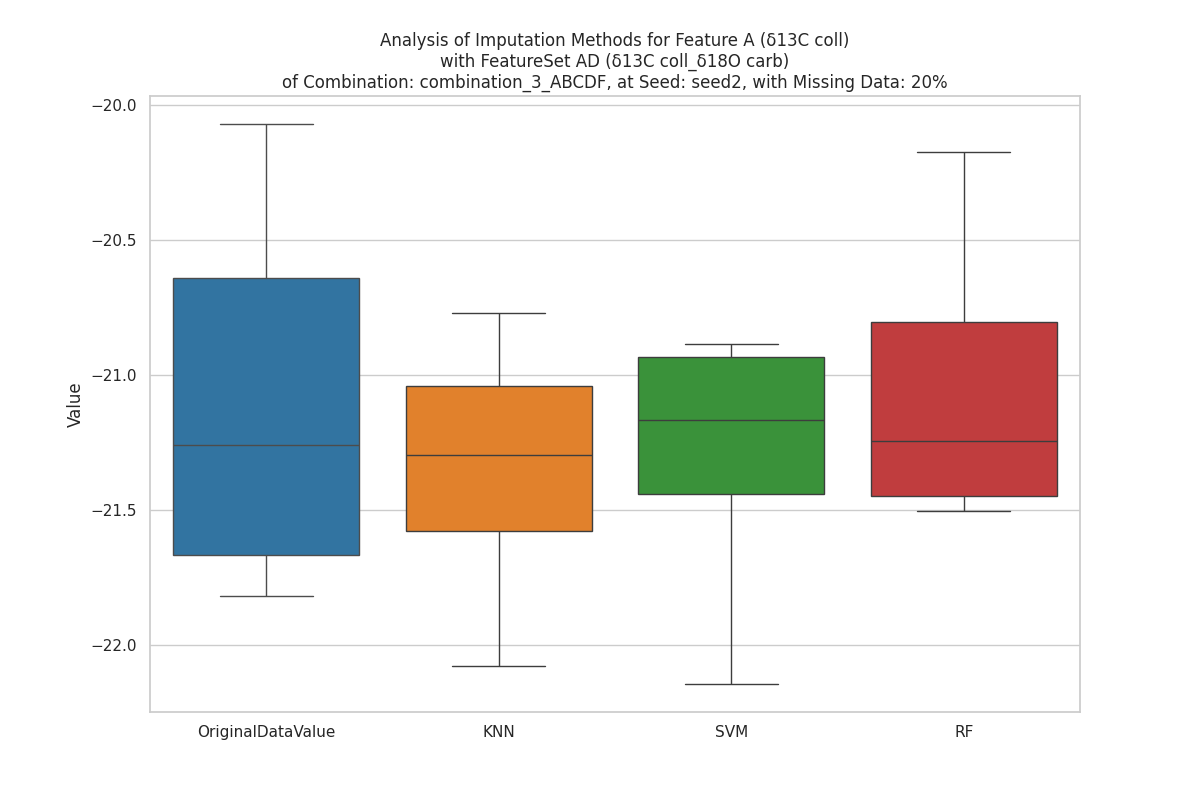 Analysis of Imputation Methods for Feature A (δ13C coll)
with FeatureSet AD (δ13C coll_δ18O carb)
of Combination: combination_3_ABCDF, at Seed: seed2, with Missing Data: 20%
−20.0
−20.5
−21.0
−21.5
−22.0
Value
OriginalDataValue
KNN
SVM
RF